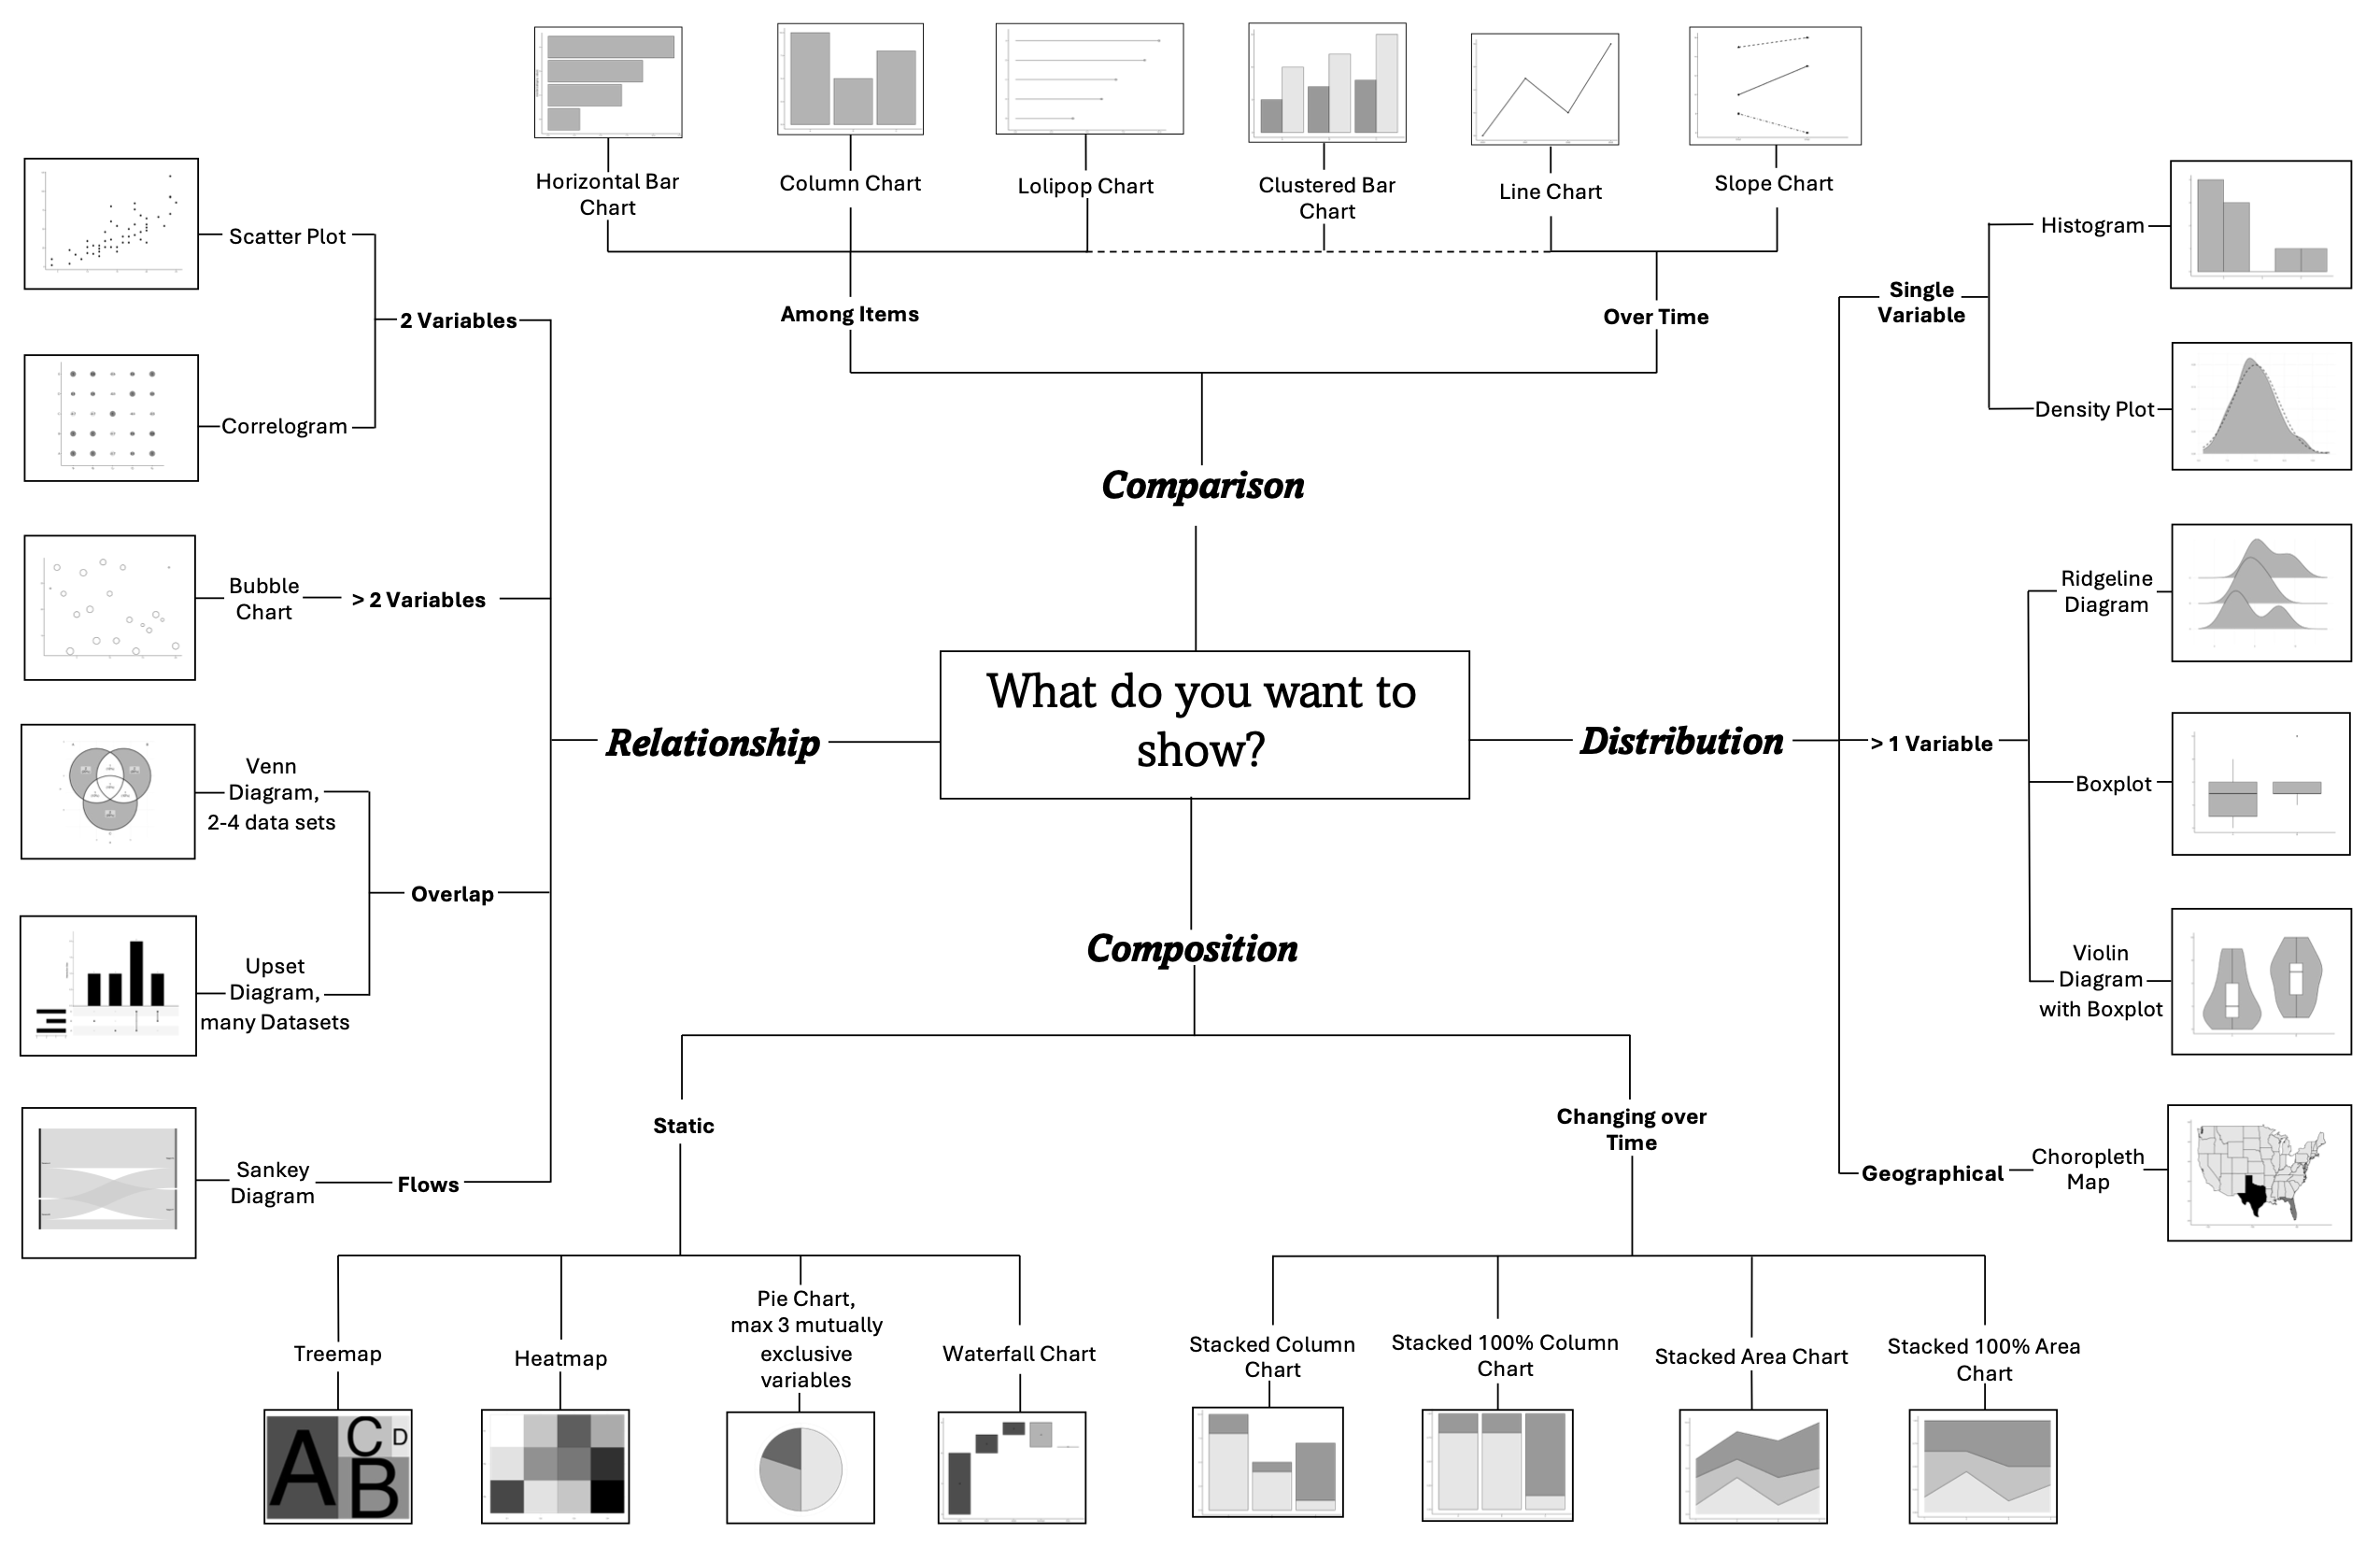 Horizontal Bar
Chart
Column Chart
Lolipop Chart
Clustered Bar
Chart
Line Chart
Slope Chart
Among Items
Over Time
Comparison
Scatter Plot
2 Variables
Correlogram
Bubble
Chart
> 2 Variables
Venn
Diagram,
2-4 data sets
Overlap
Upset
Diagram,
many Datasets
Sankey
Diagram
Flows
Relationship
What do you want to
show?
Distribution
Single
Variable
Histogram
Density Plot
> 1 Variable
Ridgeline
Diagram
Boxplot
Violin
Diagram
with Boxplot
Geographical
Choropleth
Map
Composition
Static
Changing over
Time
Treemap
Heatmap
Pie Chart,
max 3 mutually
exclusive
variables
Waterfall Chart
Stacked Column
Chart
Stacked 100% Column
Chart
Stacked Area Chart
Stacked 100% Area
Chart
A
C
D
B